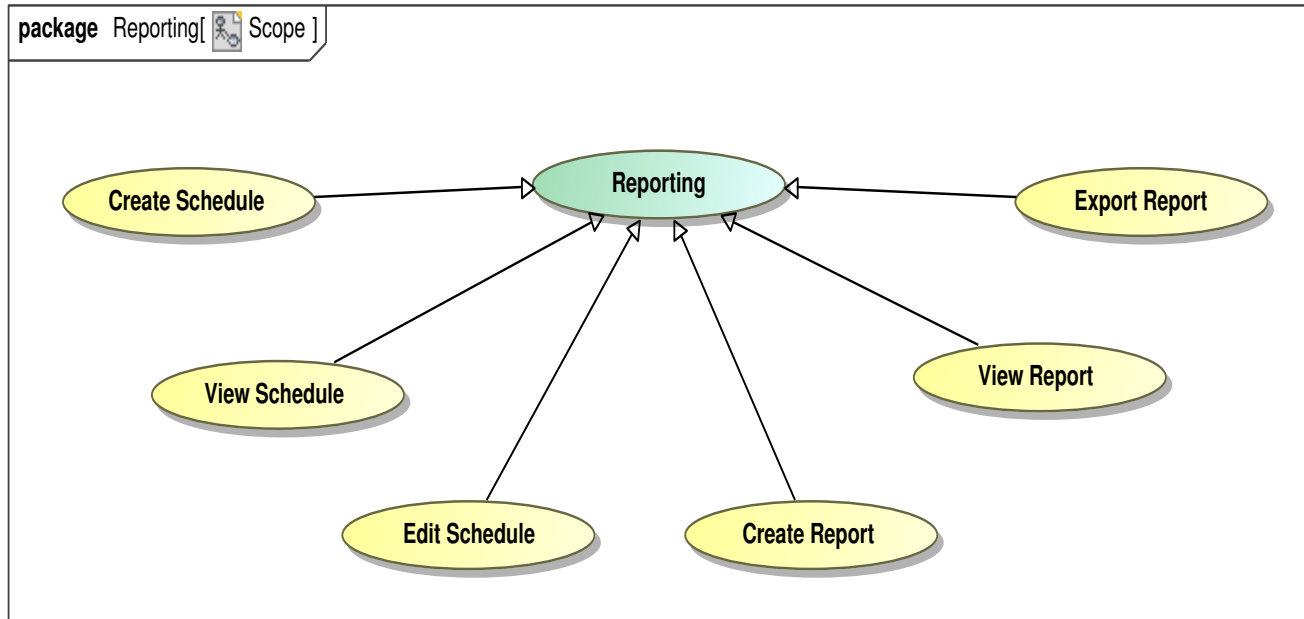 package Reporting[ Scope ]
Reporting
Create Schedule
Export Report
View Schedule
View Report
Edit Schedule
Create Report